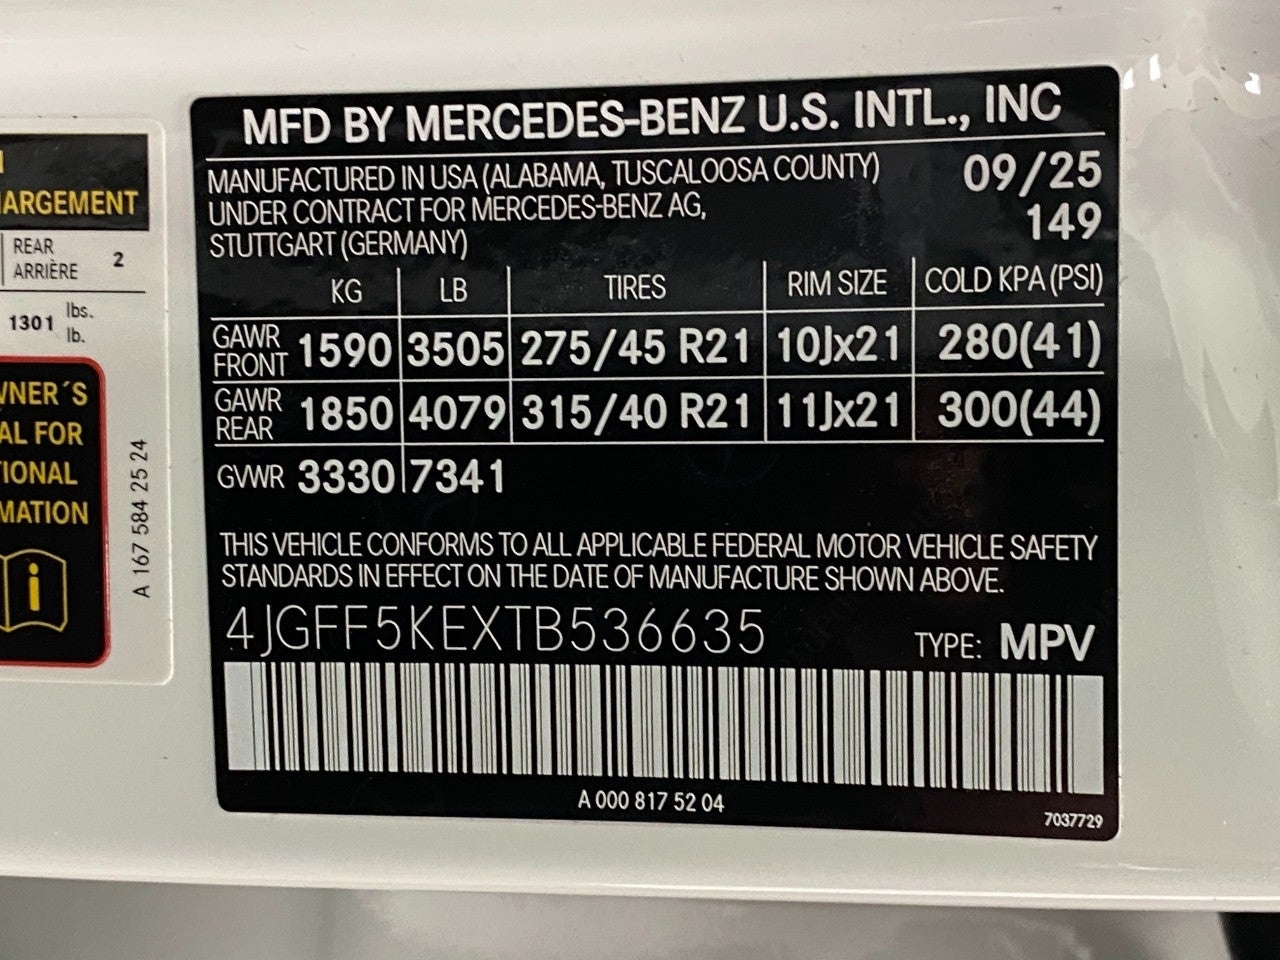 ARGEMENT
REAR
ARRIÈRE
2
1301
lbs.
lb.
NER´S
AL FOR
IONAL
MATION
i
A 167 584 25 24
MFD BY MERCEDES-BENZ U.S. INTL., INC
MANUFACTURED IN USA (ALABAMA, TUSCALOOSA COUNTY) 09/25
UNDER CONTRACT FOR MERCEDES-BENZ AG, 149
STUTTGART (GERMANY)
KG LB TIRES RIM SIZE COLD KPA (PSI)
GAWR FRONT 1590 3505 275/45 R21 10Jx21 280(41)
GAWR REAR 1850 4079 315/40 R21 11Jx21 300(44)
GVWR 3330 7341
THIS VEHICLE CONFORMS TO ALL APPLICABLE FEDERAL MOTOR VEHICLE SAFETY
STANDARDS IN EFFECT ON THE DATE OF MANUFACTURE SHOWN ABOVE.
4JGFF5KEXTB536635
TYPE: MPV
A 000 817 52 04
7037729